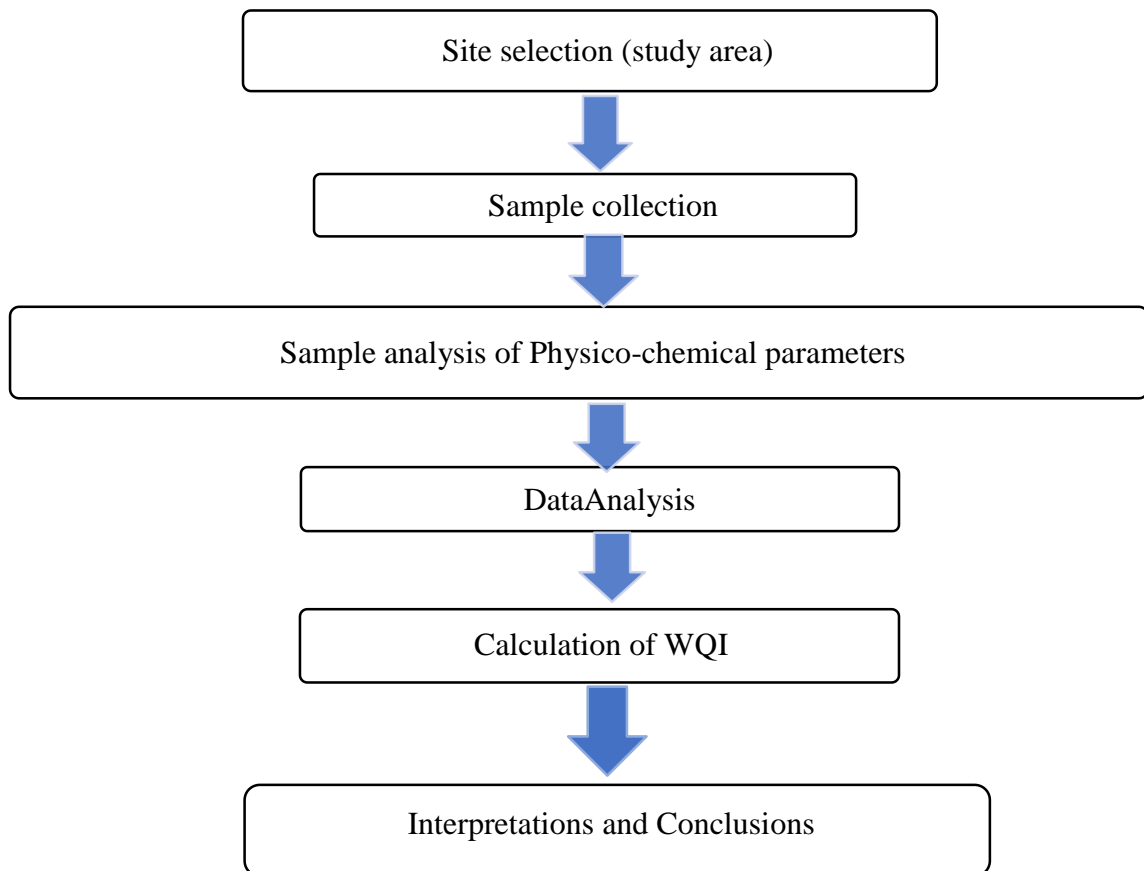 Site selection (study area)
Sample collection
Sample analysis of Physico-chemical parameters
DataAnalysis
Calculation of WQI
Interpretations and Conclusions